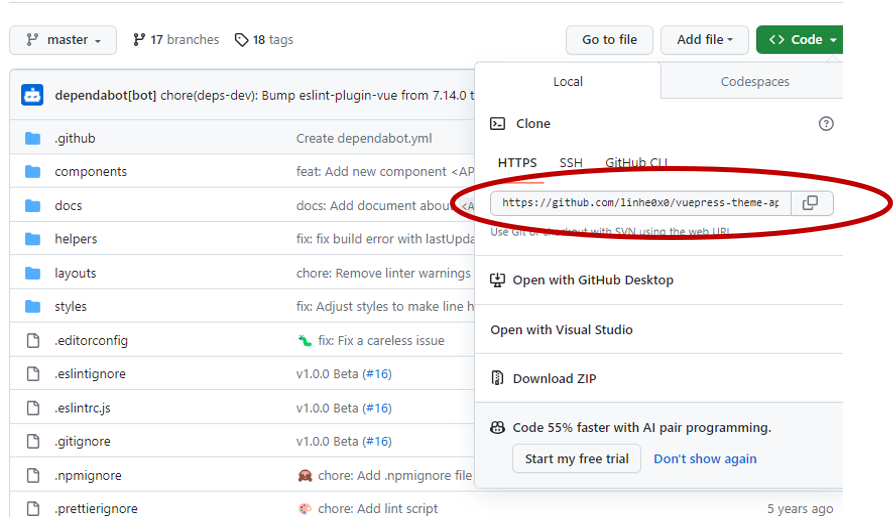 master 17 branches 18 tags Go to file Add file Code
Local Codespaces
dependabot[bot] chore(deps-dev): Bump eslint-plugin-vue from 7.14.0
Clone
.github Create dependabot.yml
HTTPS SSH GitHub CLI
components feat: Add new component <AP
https://github.com/linhe0x0/vuepress-theme-ap
docs docs: Add document about <A
Use Git or checkout with SVN using the web URL.
helpers fix: fix build error with lastUpda
layouts chore: Remove linter warnings
Open with GitHub Desktop
styles fix: Adjust styles to make line h
Open with Visual Studio
.editorconfig fix: Fix a careless issue
.eslintignore v1.0.0 Beta (#16)
Download ZIP
.eslintrc.js v1.0.0 Beta (#16)
Code 55% faster with AI pair programming.
.gitignore v1.0.0 Beta (#16)
Start my free trial Don't show again
.npmignore chore: Add .npmignore file
.prettierignore chore: Add lint script 5 years ago